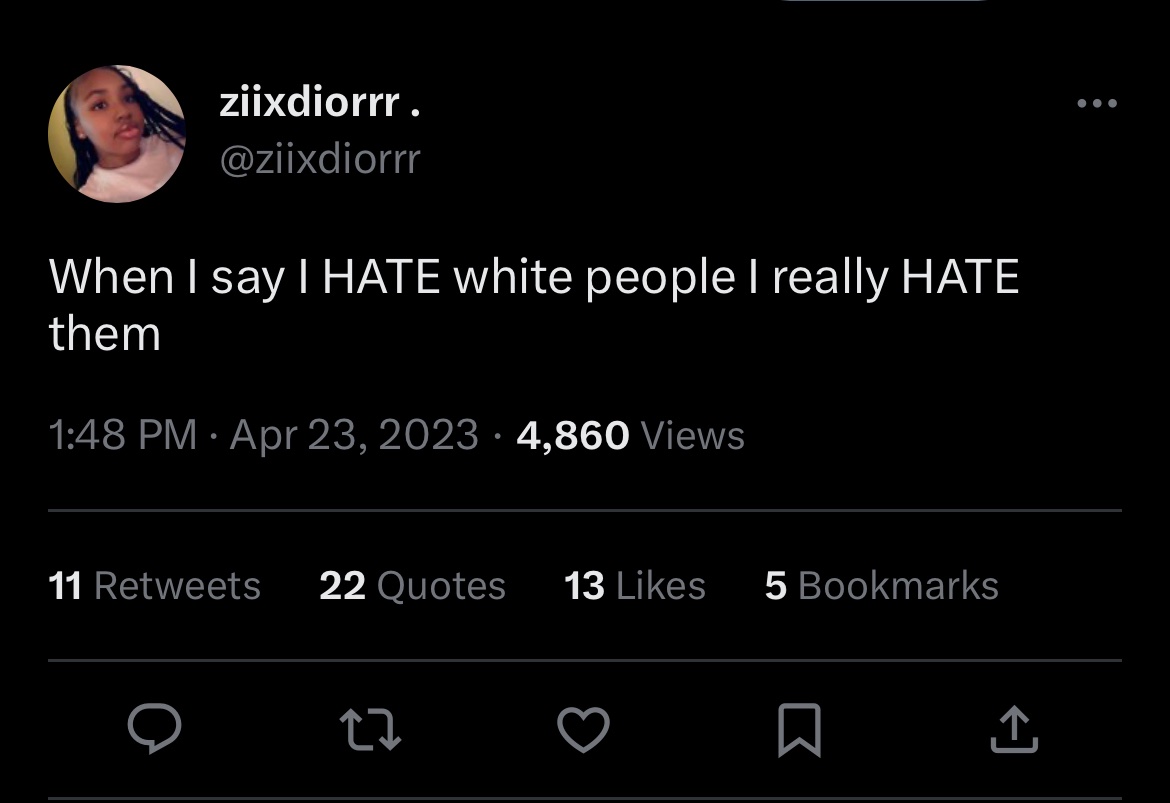 ziixdiorrr .
@ziixdiorrr
When I say I HATE white people I really HATE
them
1:48 PM · Apr 23, 2023 · 4,860 Views
11 Retweets 22 Quotes 13 Likes 5 Bookmarks